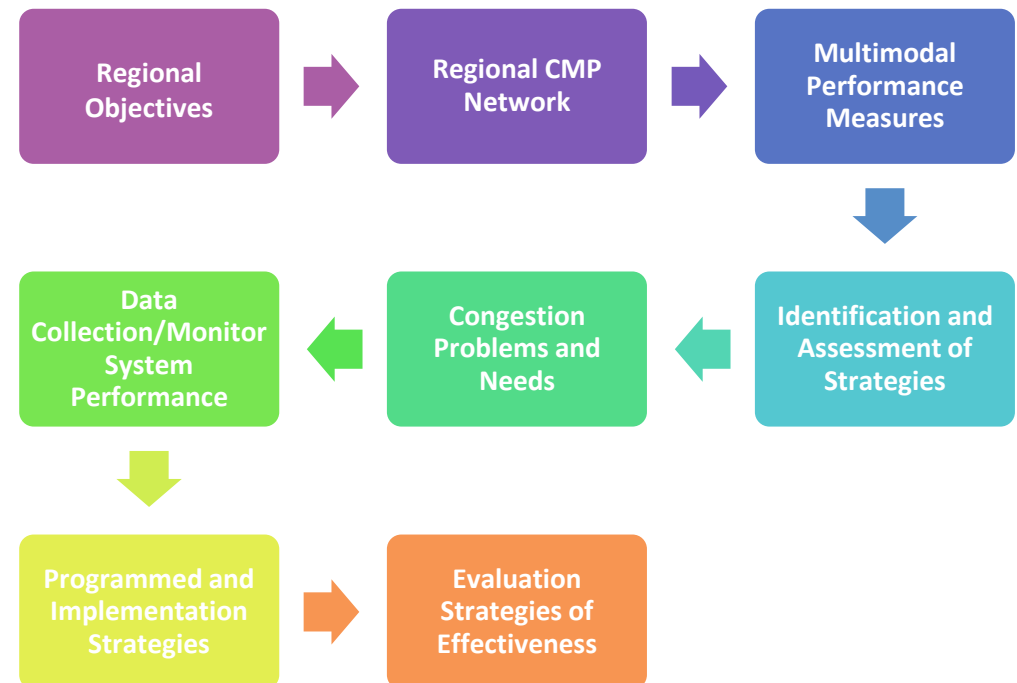 Regional
Objectives
Regional CMP
Network
Multimodal
Performance
Measures
Data
Collection/Monitor
System
Performance
Congestion
Problems and
Needs
Identification and
Assessment of
Strategies
Programmed and
Implementation
Strategies
Evaluation
Strategies of
Effectiveness